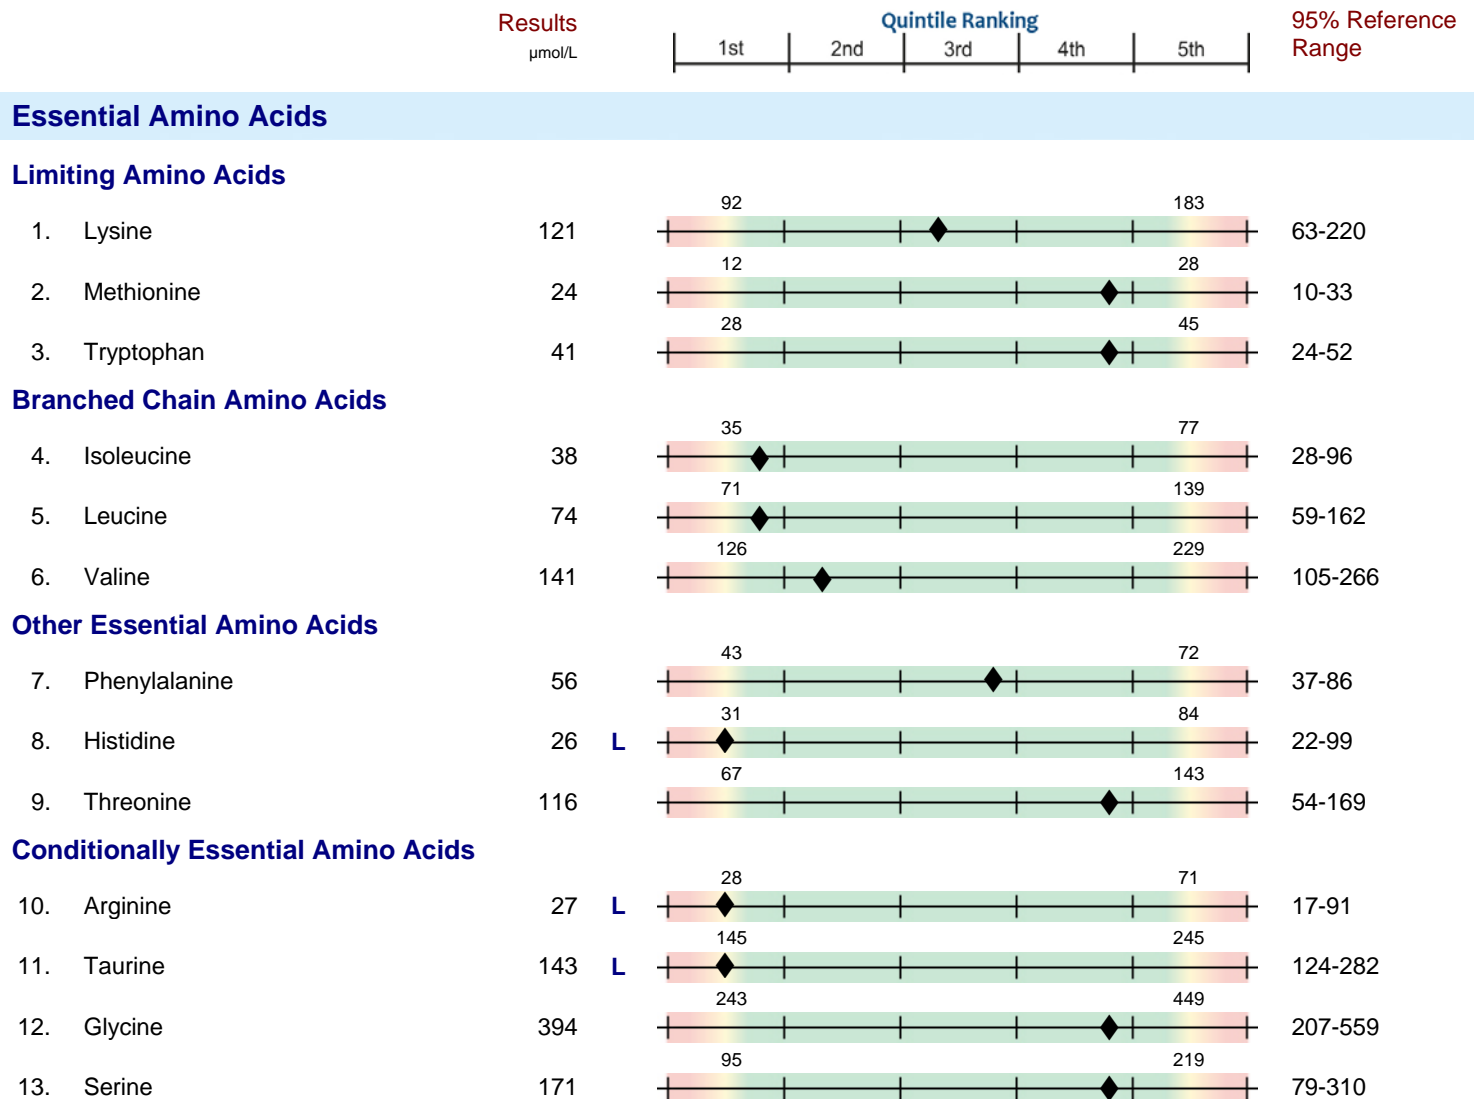 Results Quintile Ranking 95% Reference
µmol/L 1st 2nd 3rd 4th 5th Range
Essential Amino Acids
Limiting Amino Acids
92 183
1. Lysine 121 63-220
12 28
2. Methionine 24 10-33
28 45
3. Tryptophan 41 24-52
Branched Chain Amino Acids
35 77
4. Isoleucine 38 28-96
71 139
5. Leucine 74 59-162
126 229
6. Valine 141 105-266
Other Essential Amino Acids
43 72
7. Phenylalanine 56 37-86
31 84
8. Histidine 26 L 22-99
67 143
9. Threonine 116 54-169
Conditionally Essential Amino Acids
28 71
10. Arginine 27 L 17-91
145 245
11. Taurine 143 L 124-282
243 449
12. Glycine 394 207-559
95 219
13. Serine 171 79-310